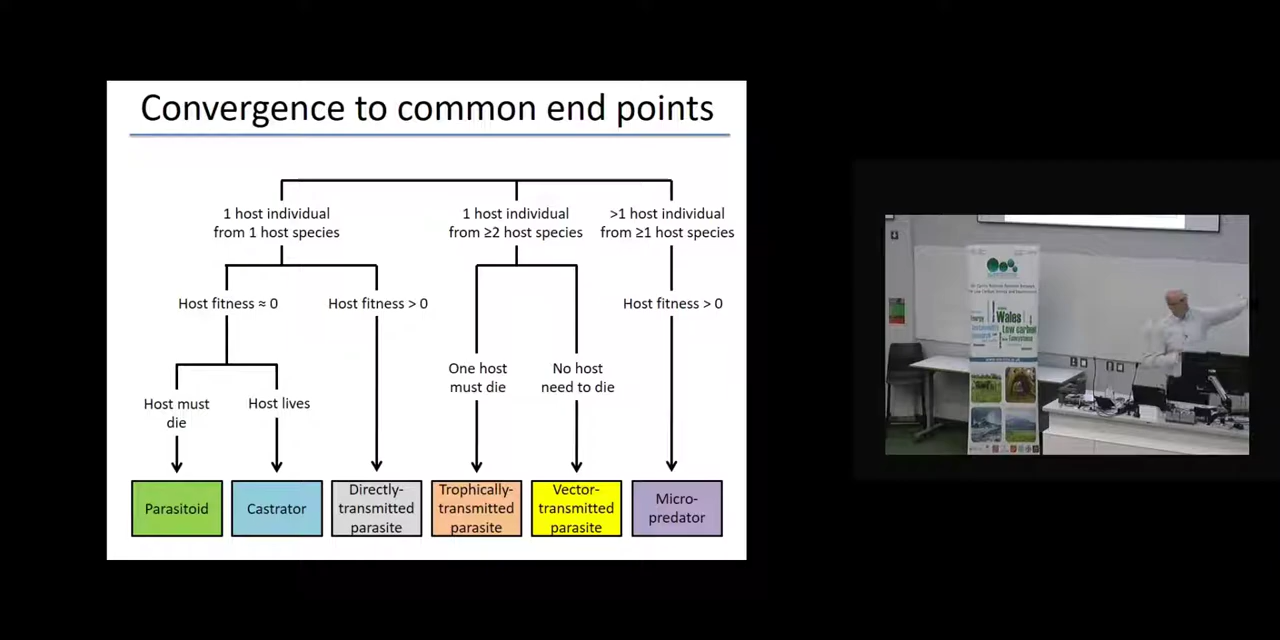 Convergence to common end points
1 host individual
from 1 host species
1 host individual
from ≥2 host species
>1 host individual
from ≥1 host species
Host fitness ≈ 0
Host fitness > 0
Host fitness > 0
One host
must die
No host
need to die
Host must
die
Host lives
Parasitoid
Castrator
Directly-
transmitted
parasite
Trophically-
transmitted
parasite
Vector-
transmitted
parasite
Micro-
predator
Wales
Low carbon